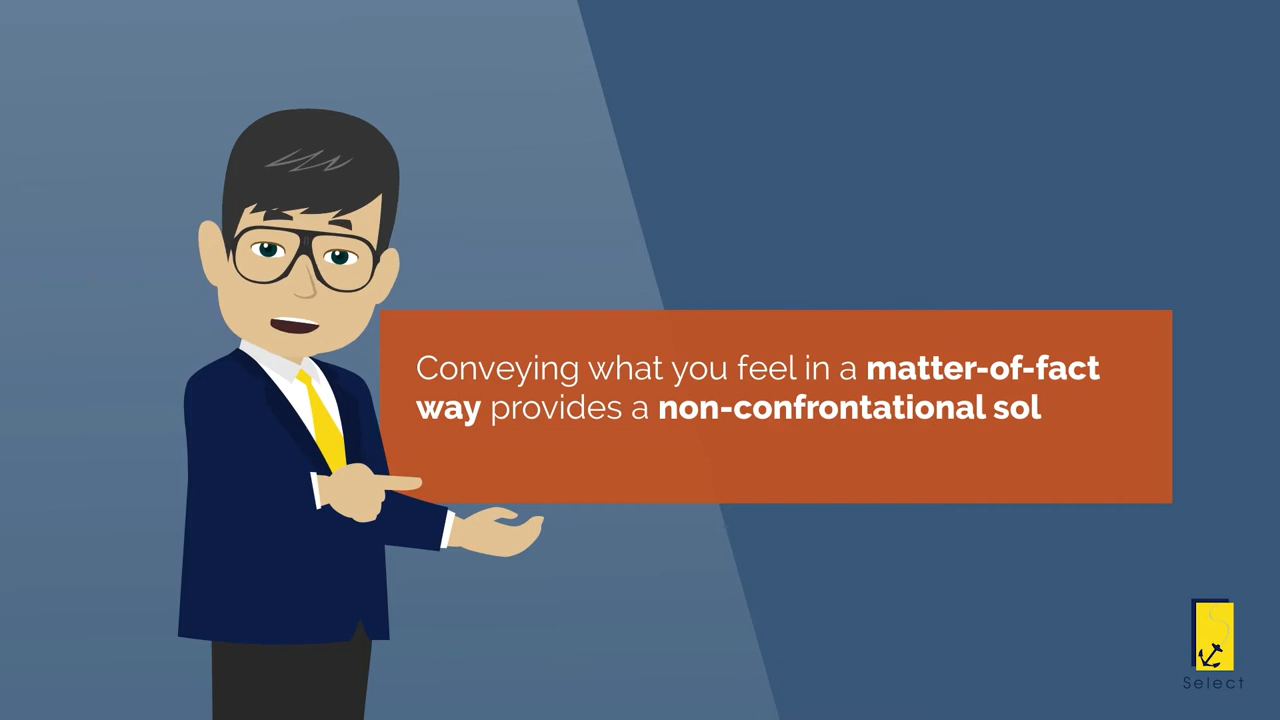 Conveying what you feel in a matter-of-fact
way provides a non-confrontational sol
Select